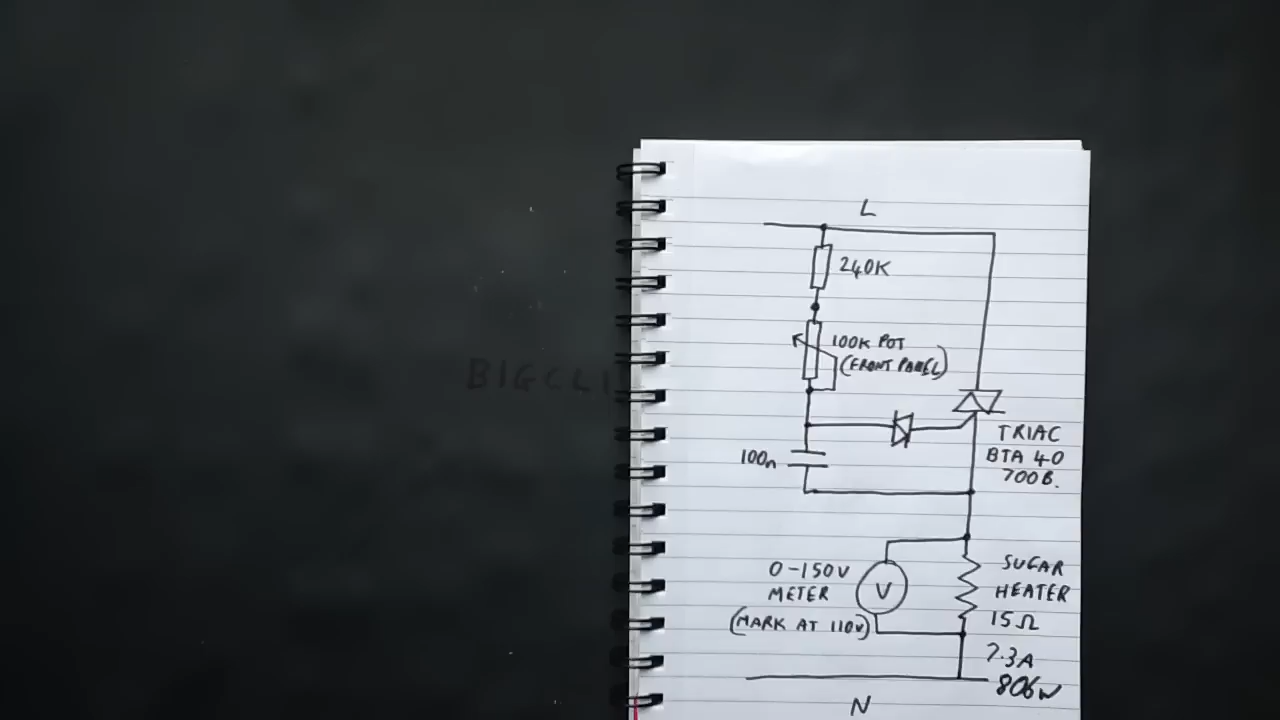 L
240K
100K POT
(FRONT PANEL)
TRIAC
BTA 40
700B.
100n
0-150V
METER
(MARK AT 110V)
V
SUGAR
HEATER
15Ω
7.3A
806W
N
BIGCLI